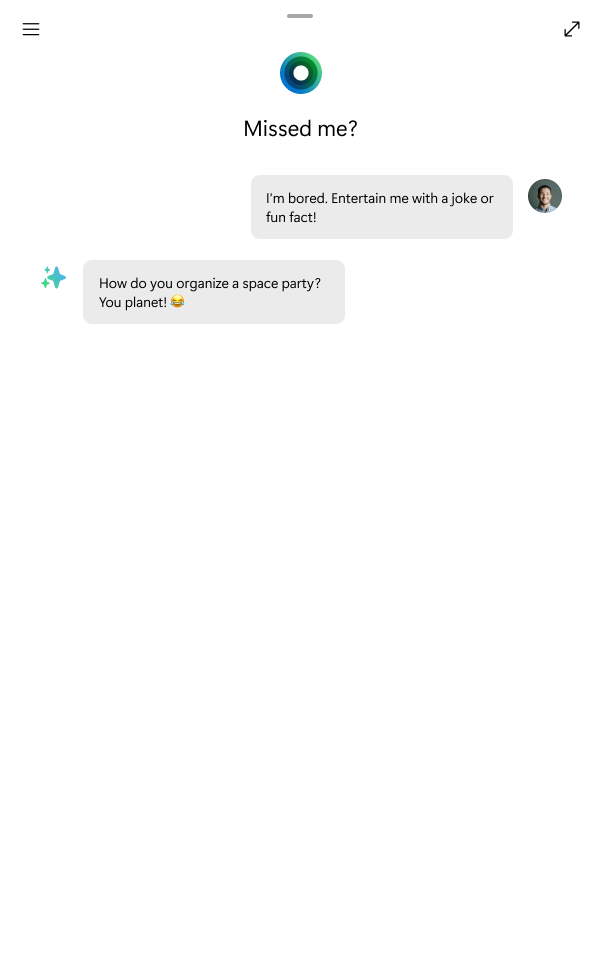 Missed me?
I'm bored. Entertain me with a joke or
fun fact!
How do you organize a space party?
You planet! 😂